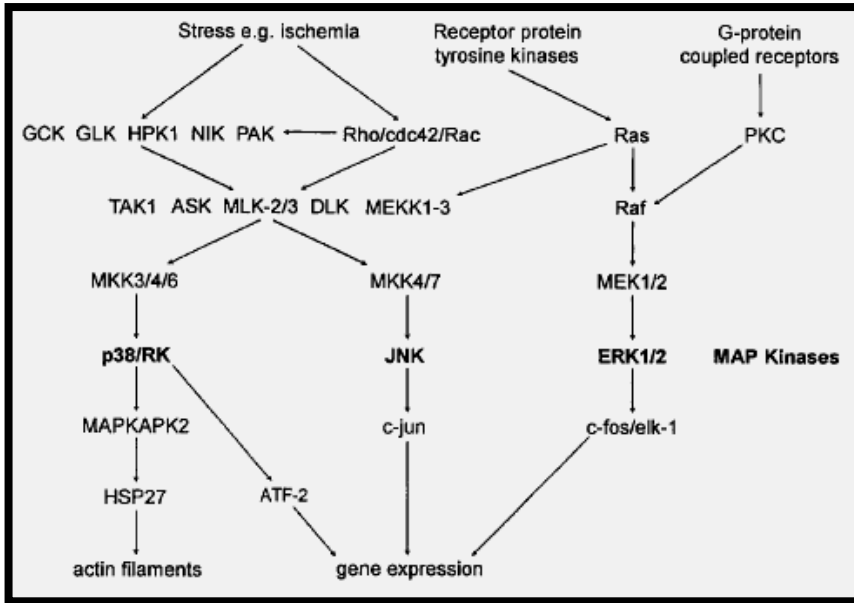 Stress e.g. ischemia
Receptor protein
tyrosine kinases
G-protein
coupled receptors
GCK GLK HPK1 NIK PAK Rho/cdc42/Rac Ras PKC
TAK1 ASK MLK-2/3 DLK MEKK1-3 Raf
MKK3/4/6 MKK4/7 MEK1/2
p38/RK JNK ERK1/2 MAP Kinases
MAPKAPK2 c-jun c-fos/elk-1
HSP27 ATF-2
actin filaments gene expression